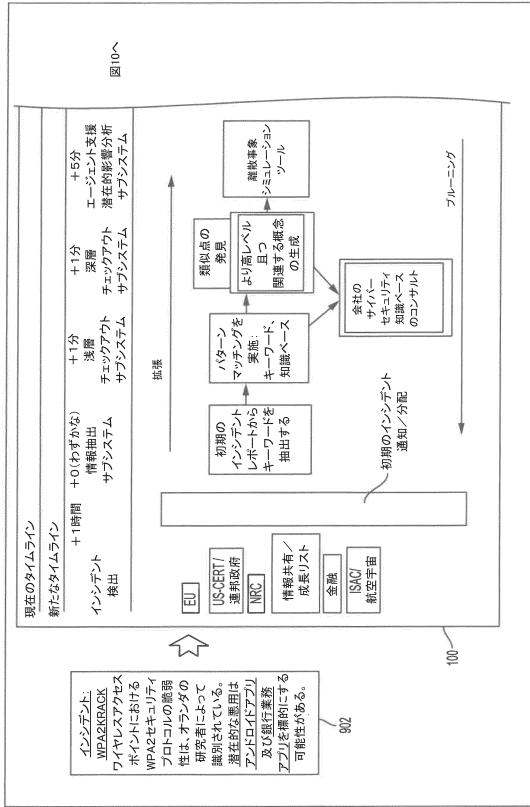 現在のタイムライン
新たなタイムライン
インシデント
検出
+1時間
+0(わずかな)
情報抽出
サブシステム
+1分
浅層
チェックアウト
サブシステム
+1分
深層
チェックアウト
サブシステム
+5分
エージェント支援
潜在的影響分析
サブシステム
図10へ
インシデント:
WPA2KRACK
ワイヤレスアクセス
ポイントにおける
WPA2セキュリティ
プロトコルの脆弱
性は、オランダの
研究者によって
識別されている。
潜在的な悪用は
アンドロイドアプリ
及び銀行業務
アプリを標的にする
可能性がある。
902
EU
US-CERT/
連邦政府
NRC
情報共有/
成長リスト
金融
ISAC/
航空宇宙
100
拡張
初期の
インシデント
レポートから
キーワードを
抽出する
パターン
マッチングを
実施:
キーワード、
知識ベース
類似点の
発見
より高レベル
且つ
関連する概念
の生成
離散事象
シミュレーション
ツール
会社の
サイバー
セキュリティ
知識ベース
のコンサルト
初期のインシデント
通知/分配
プルーニング